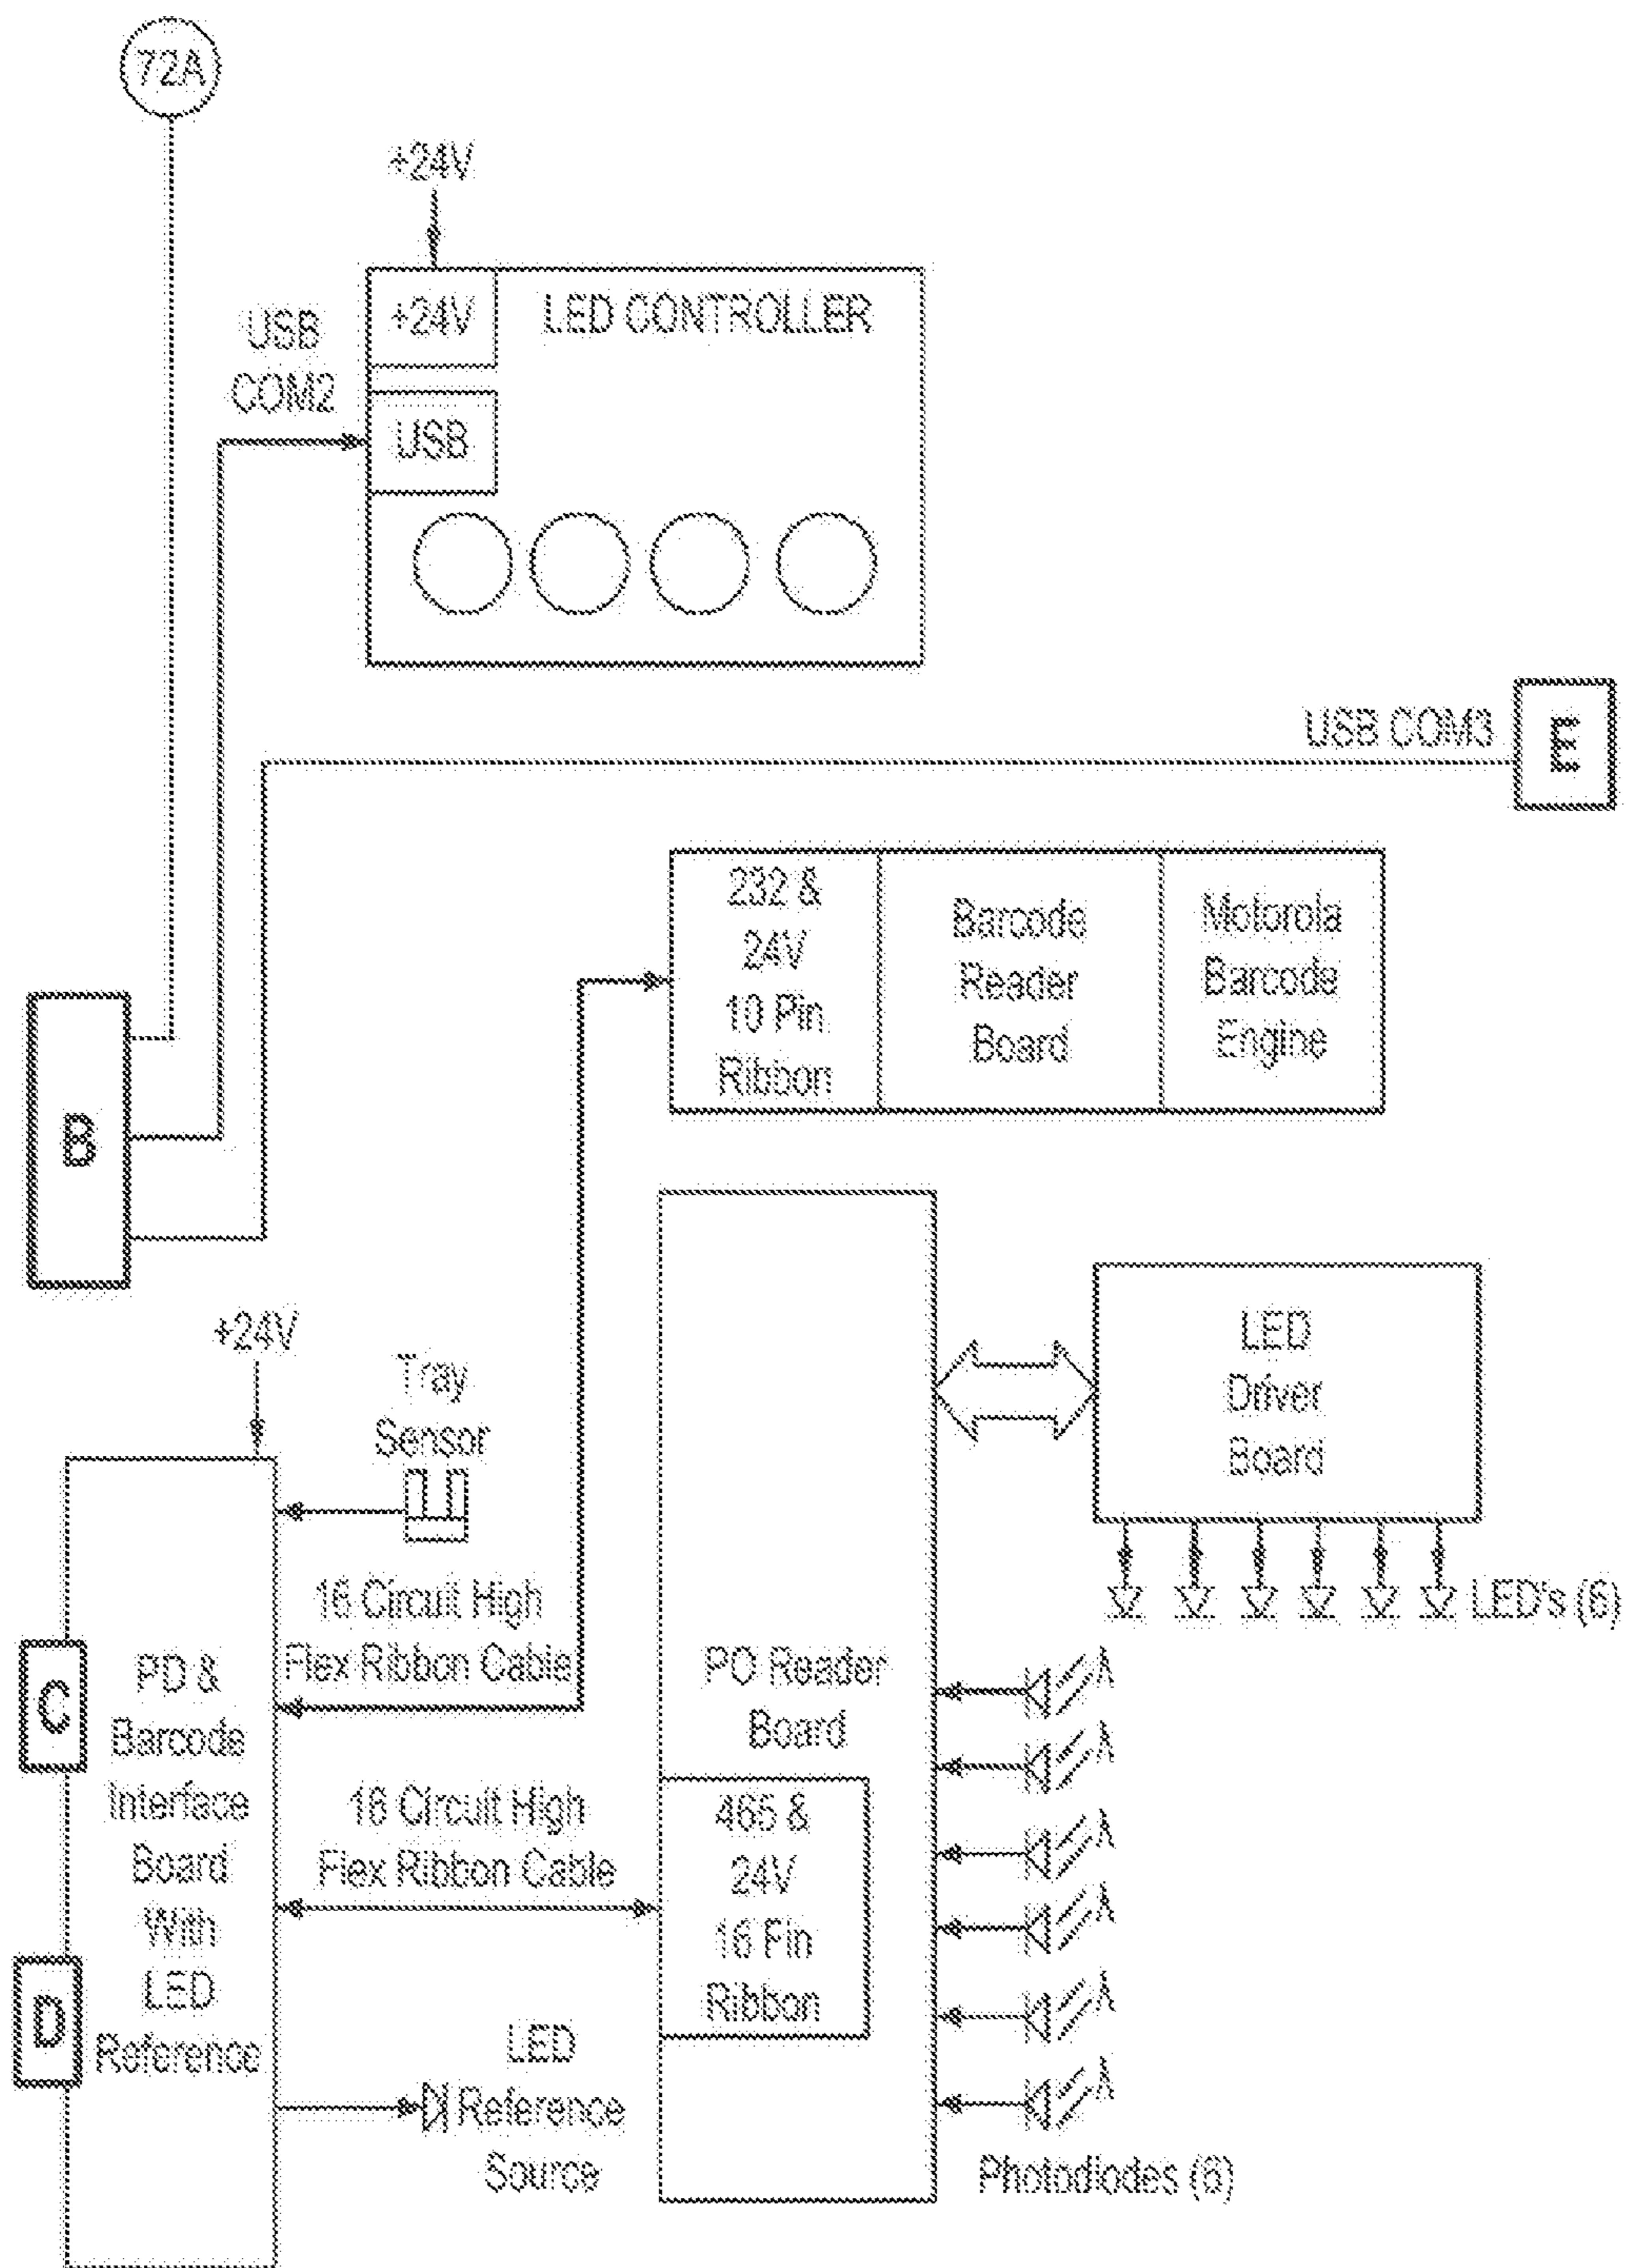 72A
+24V
+24V
LED CONTROLLER
USB
COM2
USB
USB COM3
E
232 &
24V
10 Pin
Ribbon
Barcode
Reader
Board
Motorola
Barcode
Engine
B
+24V
Tray
Sensor
LED
Driver
Board
LED's (6)
16 Circuit High
Flex Ribbon Cable
C
D
PD &
Barcode
Interface
Board
With
LED
Reference
16 Circuit High
Flex Ribbon Cable
PD Reader
Board
465 &
24V
16 Fin
Ribbon
λ
λ
λ
λ
λ
λ
LED
Reference
Source
Photodiodes (6)